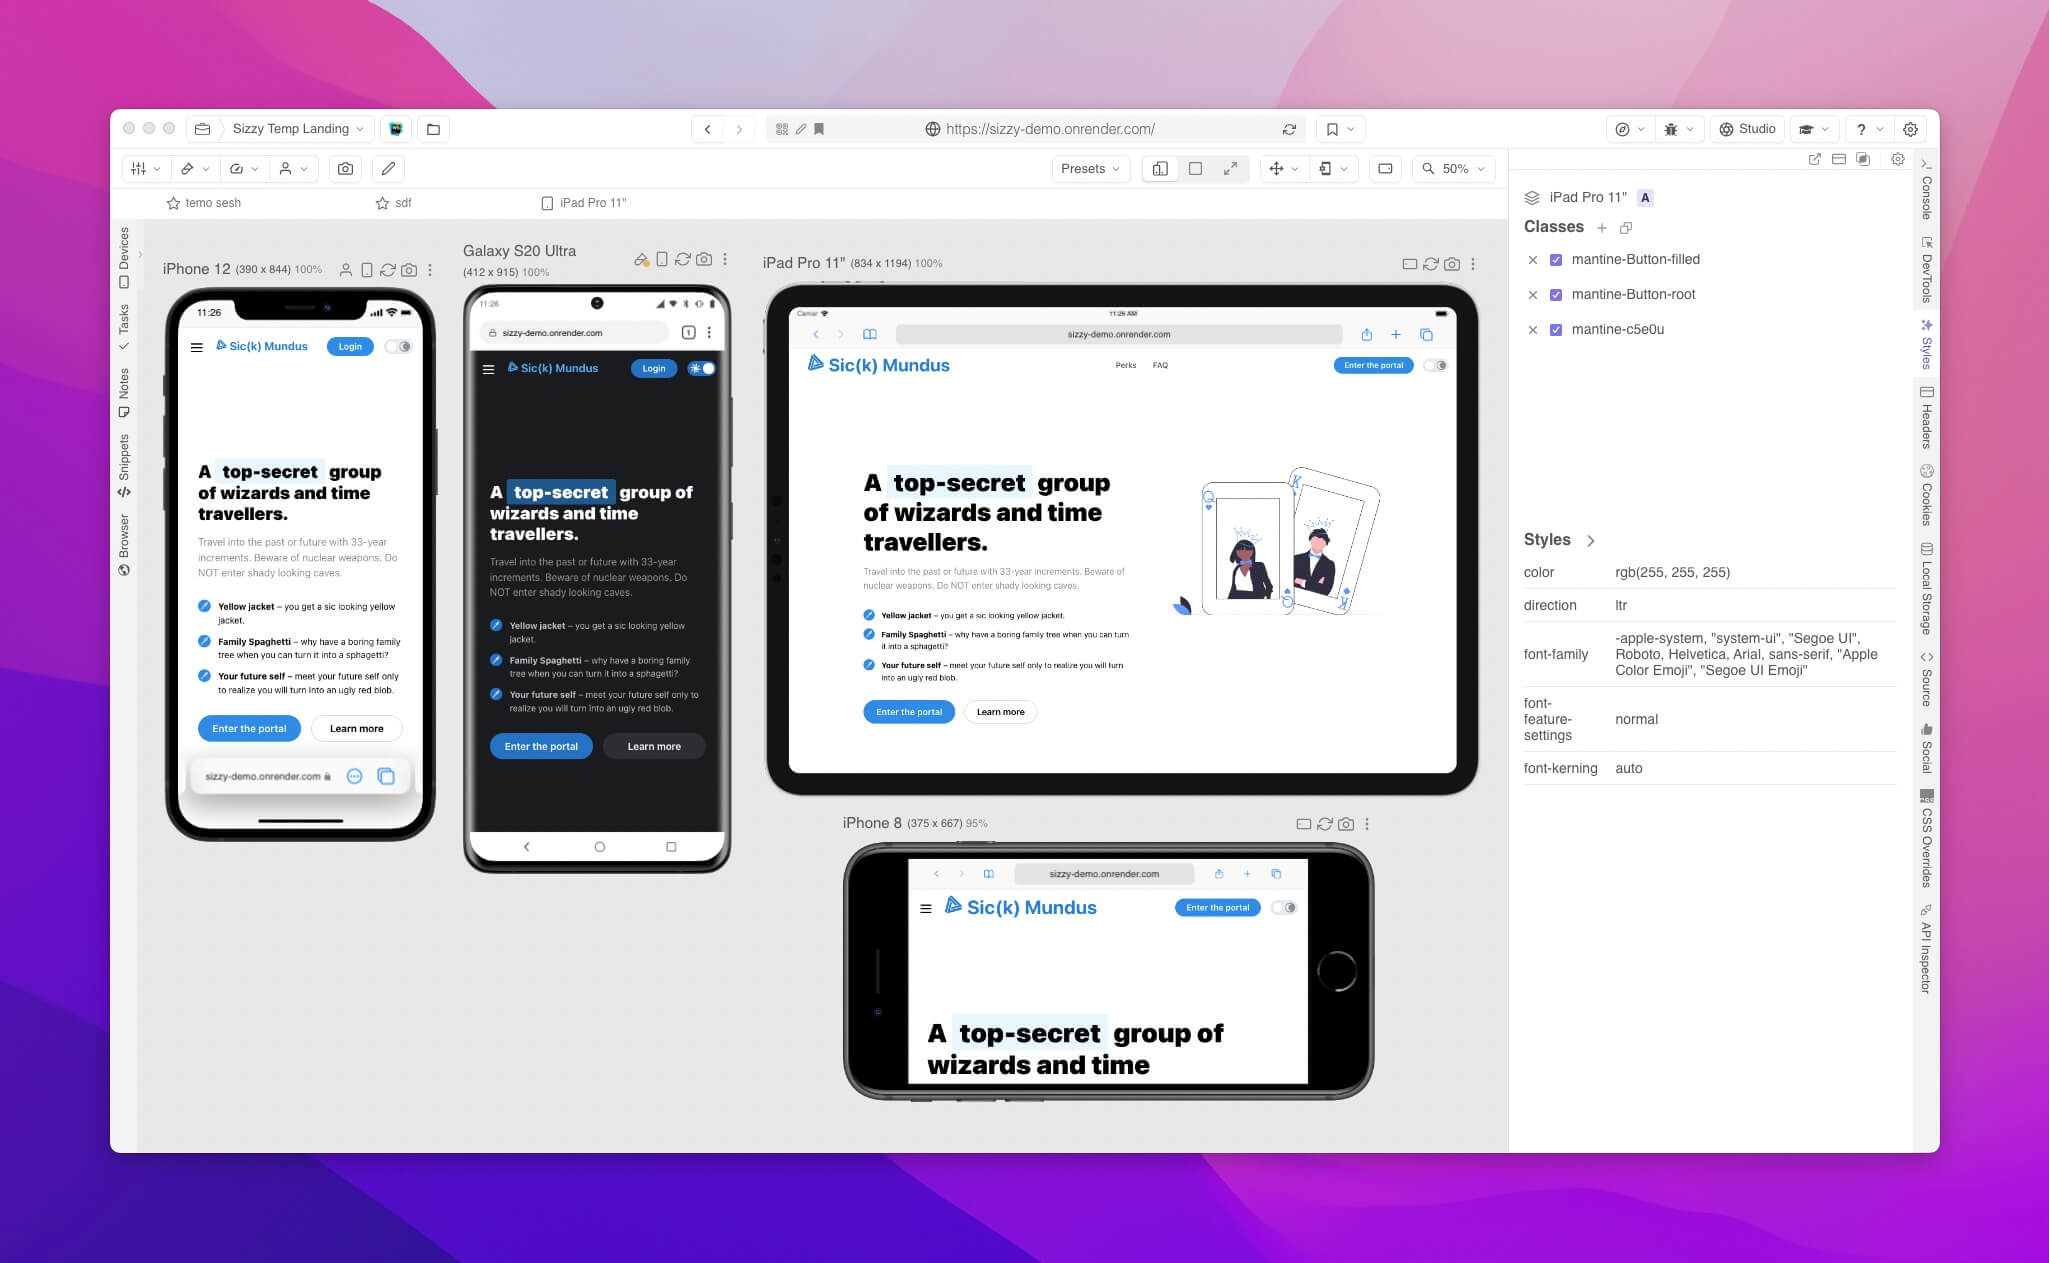 Sizzy Temp Landing
https://sizzy-demo.onrender.com/
Studio
?
Presets
50%
temo sesh
sdf
iPad Pro 11"
Devices
Tasks
Notes
Snippets
Browser
iPhone 12 (390 x 844) 100%
11:26
Sic(k) Mundus
Login
A top-secret group
of wizards and time
travellers.
Travel into the past or future with 33-year
increments. Beware of nuclear weapons. Do
NOT enter shady looking caves.
Yellow jacket – you get a sic looking yellow
jacket.
Family Spaghetti – why have a boring family
tree when you can turn it into a sphagetti?
Your future self – meet your future self only
to realize you will turn into an ugly red blob.
Enter the portal
Learn more
sizzy-demo.onrender.com
Galaxy S20 Ultra
(412 x 915) 100%
11:26
sizzy-demo.onrender.com
1
Sic(k) Mundus
Login
A top-secret group of
wizards and time
travellers.
Travel into the past or future with 33-year
increments. Beware of nuclear weapons. Do
NOT enter shady looking caves.
Yellow jacket – you get a sic looking yellow
jacket.
Family Spaghetti – why have a boring family
tree when you can turn it into a sphagetti?
Your future self – meet your future self only to
realize you will turn into an ugly red blob.
Enter the portal
Learn more
iPad Pro 11" (834 x 1194) 100%
Carrier
11:26 AM
sizzy-demo.onrender.com
Sic(k) Mundus
Perks
FAQ
Enter the portal
A top-secret group
of wizards and time
travellers.
Travel into the past or future with 33-year increments. Beware of
nuclear weapons. Do NOT enter shady looking caves.
Yellow jacket – you get a sic looking yellow jacket.
Family Spaghetti – why have a boring family tree when you can turn
it into a sphagetti?
Your future self – meet your future self only to realize you will turn
into an ugly red blob.
Enter the portal
Learn more
Q
K
Q
K
iPhone 8 (375 x 667) 95%
sizzy-demo.onrender.com
Sic(k) Mundus
Enter the portal
A top-secret group of
wizards and time
iPad Pro 11" A
Classes
mantine-Button-filled
mantine-Button-root
mantine-c5e0u
Styles
color rgb(255, 255, 255)
direction ltr
font-family -apple-system, "system-ui", "Segoe UI",
Roboto, Helvetica, Arial, sans-serif, "Apple
Color Emoji", "Segoe UI Emoji"
font-
feature-
settings normal
font-kerning auto
Console
DevTools
Styles
Headers
Cookies
Local Storage
Source
Social
CSS Overrides
API Inspector